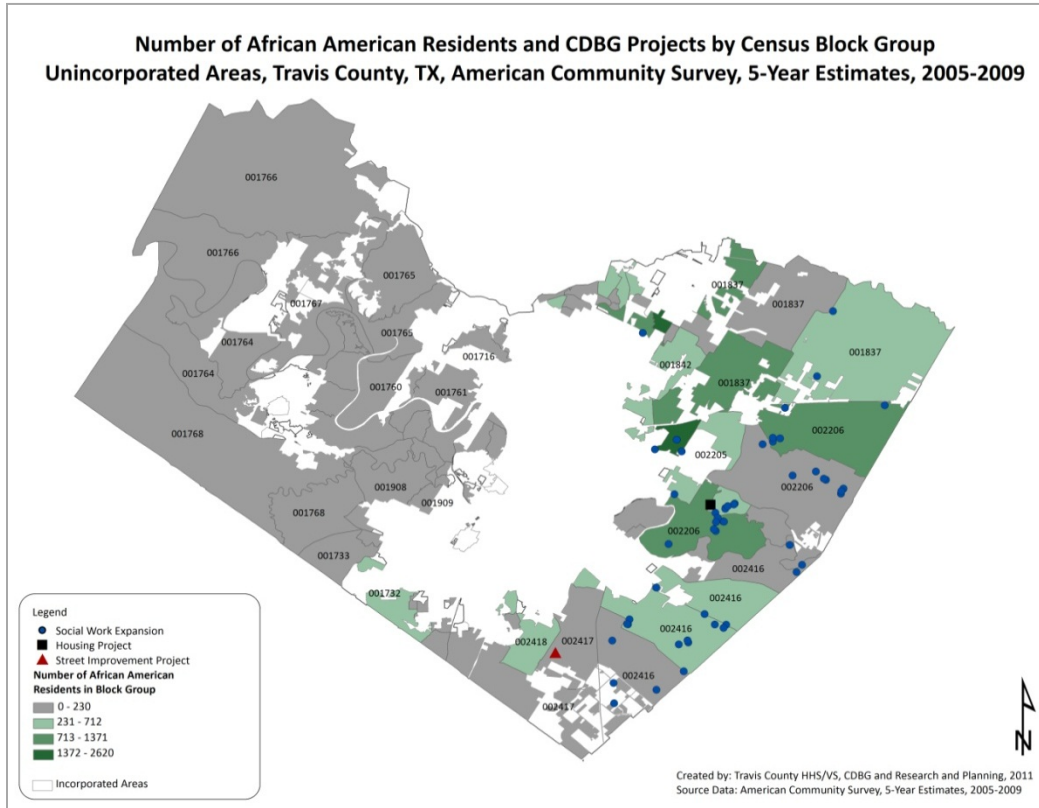 Number of African American Residents and CDBG Projects by Census Block Group
Unincorporated Areas, Travis County, TX, American Community Survey, 5-Year Estimates, 2005-2009
001766
001766
001765
001767
001837
001837
001764
001765
001716
001842
001837
001764
001760
001761
001837
001768
002206
002205
001908
002206
001909
001768
002206
001733
002416
001732
002416
002416
002418
002417
002416
002417
Legend
Social Work Expansion
Housing Project
Street Improvement Project
Number of African American
Residents in Block Group
0 - 230
231 - 712
713 - 1371
1372 - 2620
Incorporated Areas
N
Created by: Travis County HHS/VS, CDBG and Research and Planning, 2011
Source Data: American Community Survey, 5-Year Estimates, 2005-2009